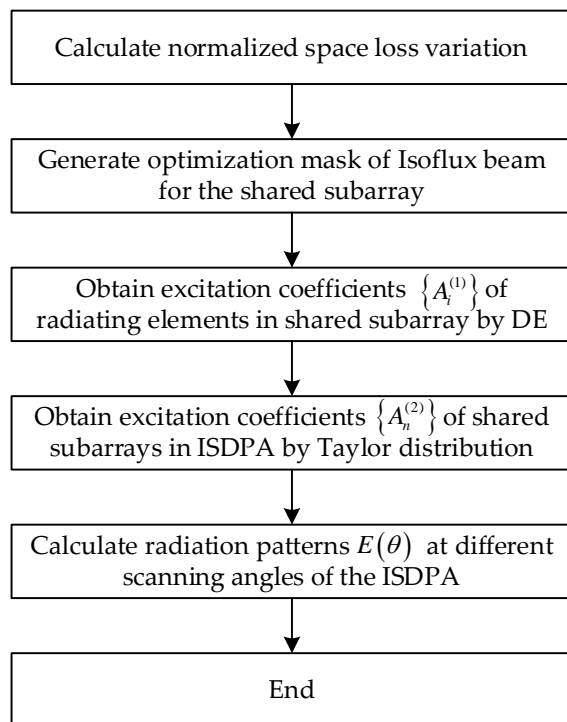 Calculate normalized space loss variation
Generate optimization mask of Isoflux beam
for the shared subarray
Obtain excitation coefficients {A_i^(1)} of
radiating elements in shared subarray by DE
Obtain excitation coefficients {A_n^(2)} of shared
subarrays in ISDPA by Taylor distribution
Calculate radiation patterns E(θ) at different
scanning angles of the ISDPA
End